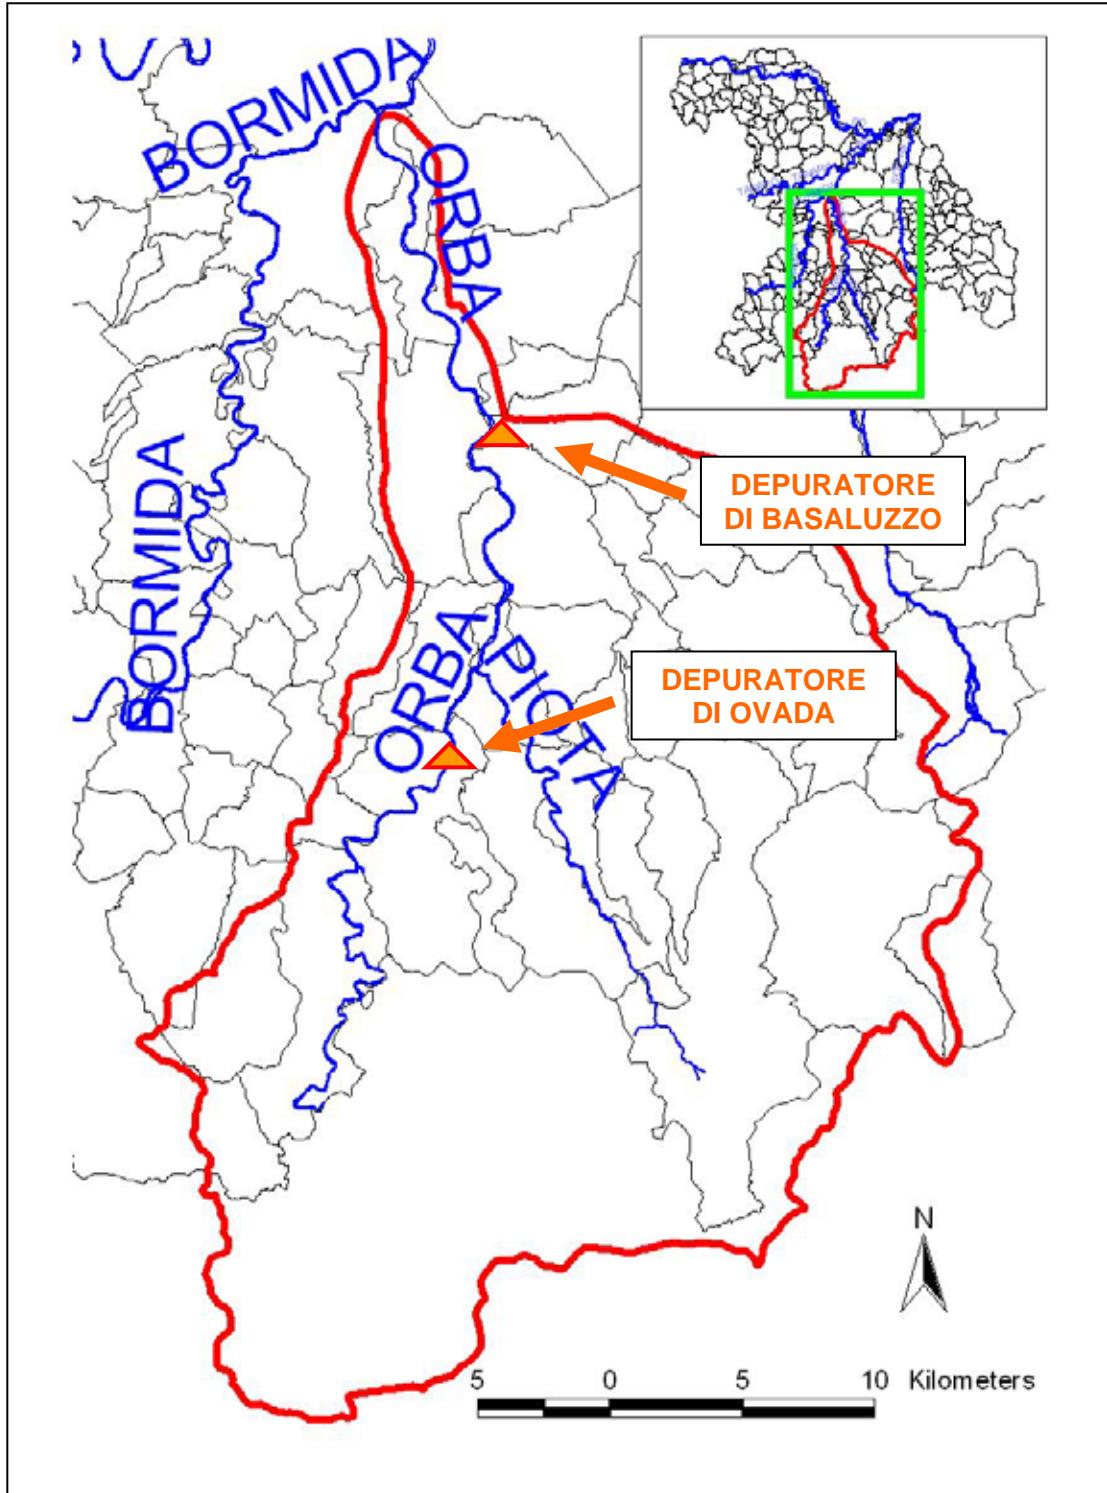 BORMIDA
ORBA
BORMIDA
DEPURATORE
DI BASALUZZO
ORBA
PIOTA
DEPURATORE
DI OVADA
N
5 0 5 10 Kilometers